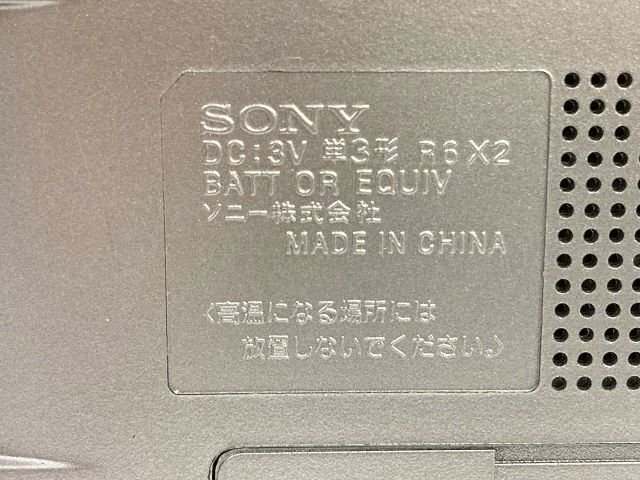 SONY
DC:3V 単3形 R6X2
BATT OR EQUIV
ソニー株式会社
MADE IN CHINA
〈高温になる場所には
放置しないでください。〉